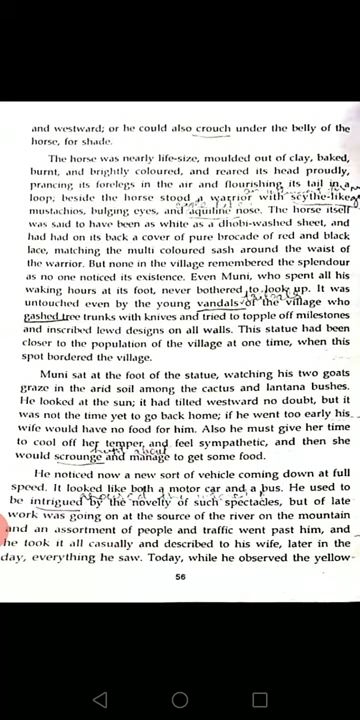 and westward; or he could also crouch under the belly of the
horse, for shade.
The horse was nearly life-size, moulded out of clay, baked,
burnt, and brightly coloured, and reared its head proudly,
prancing its forelegs in the air and flourishing its tail in a
loop; beside the horse stood a warrior with scythe-like
mustachios, bulging eyes, and aquiline nose. The horse itself
was said to have been as white as a dhobi-washed sheet, and
had had on its back a cover of pure brocade of red and black
lace, matching the multi coloured sash around the waist of
the warrior. But none in the village remembered the splendour
as no one noticed its existence. Even Muni, who spent all his
waking hours at its foot, never bothered to look up. It was
untouched even by the young vandals of the village who
gashed tree trunks with knives and tried to topple off milestones
and inscribed lewd designs on all walls. This statue had been
closer to the population of the village at one time, when this
spot bordered the village.
Muni sat at the foot of the statue, watching his two goats
graze in the arid soil among the cactus and lantana bushes.
He looked at the sun; it had tilted westward no doubt, but it
was not the time yet to go back home; if he went too early his
wife would have no food for him. Also he must give her time
to cool off her temper and feel sympathetic, and then she
would scrounge and manage to get some food.
He noticed now a new sort of vehicle coming down at full
speed. It looked like both a motor car and a bus. He used to
be intrigued by the novelty of such spectacles, but of late
work was going on at the source of the river on the mountain
and an assortment of people and traffic went past him, and
he took it all casually and described to his wife, later in the
day, everything he saw. Today, while he observed the yellow-
56